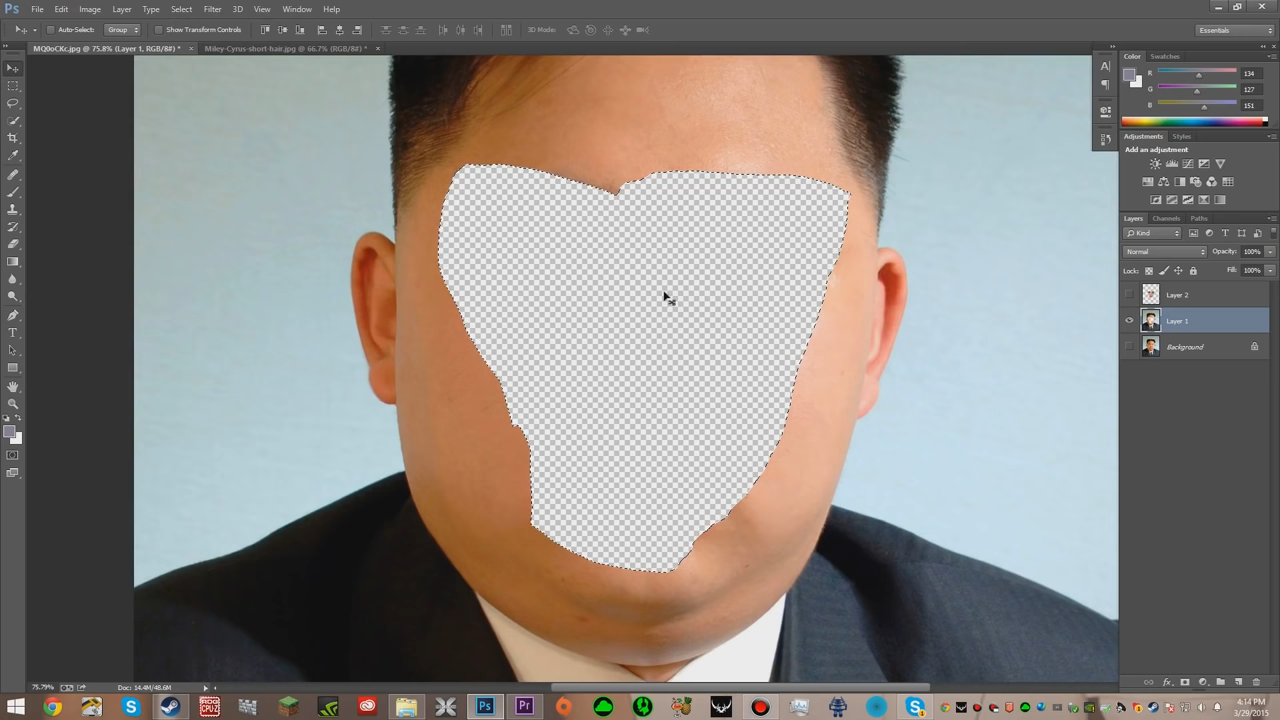 Ps File Edit Image Layer Type Select Filter 3D View Window Help
Auto-Select: Group Show Transform Controls 3D Mode: Essentials
MQ0oCKc.jpg @ 75.8% (Layer 1, RGB/8#) * × Miley-Cyrus-short-hair.jpg @ 66.7% (RGB/8#) * ×
Color Swatches
R 134
G 127
B 151
Adjustments Styles
Add an adjustment
Layers Channels Paths
Kind
Normal Opacity: 100%
Lock: Fill: 100%
Layer 2
Layer 1
Background
75.79% Doc: 14.4M/48.6M
4:14 PM
3/29/2015